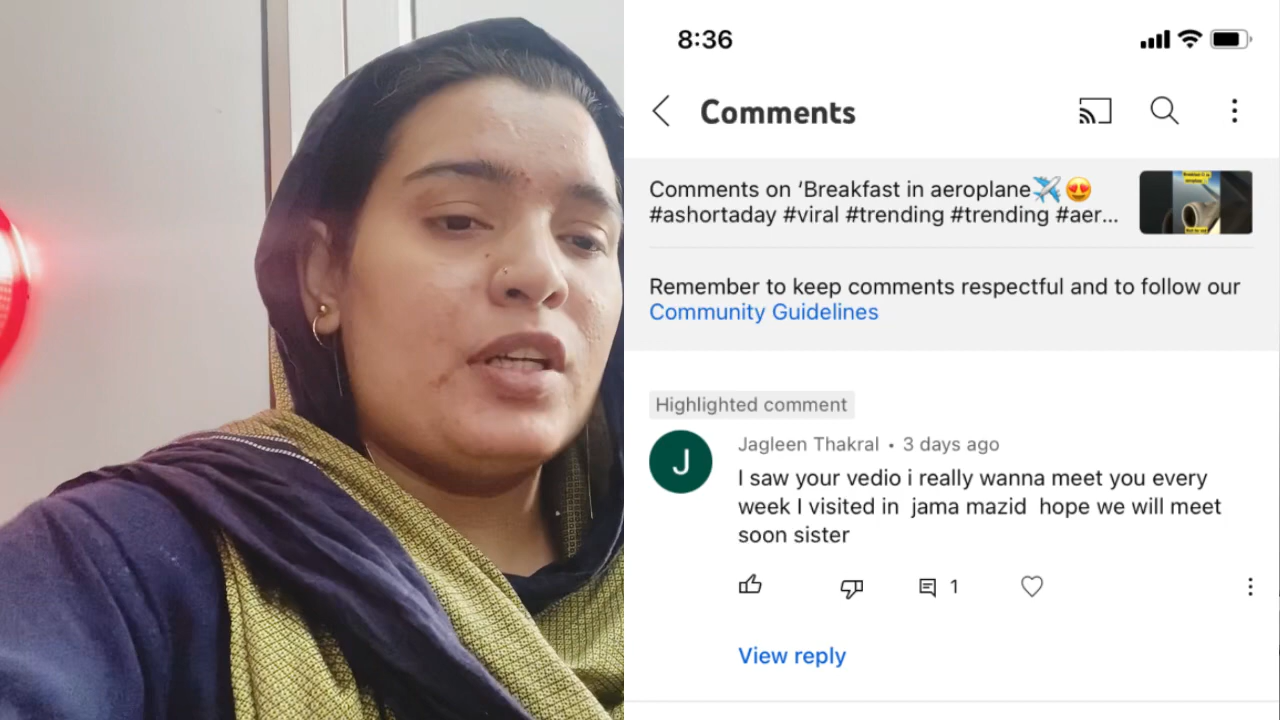 8:36
Comments
Comments on ‘Breakfast in aeroplane✈️😍
#ashortaday #viral #trending #trending #aer...
Remember to keep comments respectful and to follow our
Community Guidelines
Highlighted comment
J
Jagleen Thakral • 3 days ago
I saw your vedio i really wanna meet you every
week I visited in jama mazid hope we will meet
soon sister
1
View reply